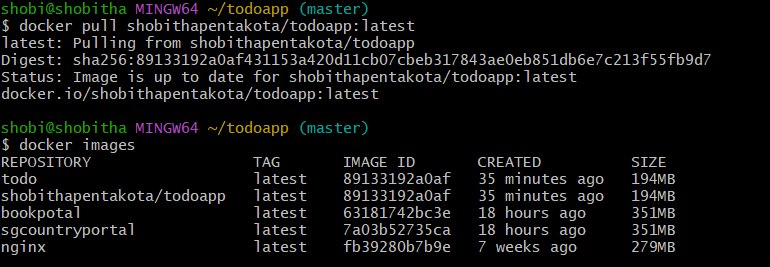 shobi@shobitha MINGW64 ~/todoapp (master)
$ docker pull shobithapentakota/todoapp:latest
latest: Pulling from shobithapentakota/todoapp
Digest: sha256:89133192a0af431153a420d11cb07cbeb317843ae0eb851db6e7c213f55fb9d7
Status: Image is up to date for shobithapentakota/todoapp:latest
docker.io/shobithapentakota/todoapp:latest
shobi@shobitha MINGW64 ~/todoapp (master)
$ docker images
REPOSITORY TAG IMAGE ID CREATED SIZE
todo latest 89133192a0af 35 minutes ago 194MB
shobithapentakota/todoapp latest 89133192a0af 35 minutes ago 194MB
bookpotal latest 63181742bc3e 18 hours ago 351MB
sgcountryportal latest 7a03b52735ca 18 hours ago 351MB
nginx latest fb39280b7b9e 7 weeks ago 279MB